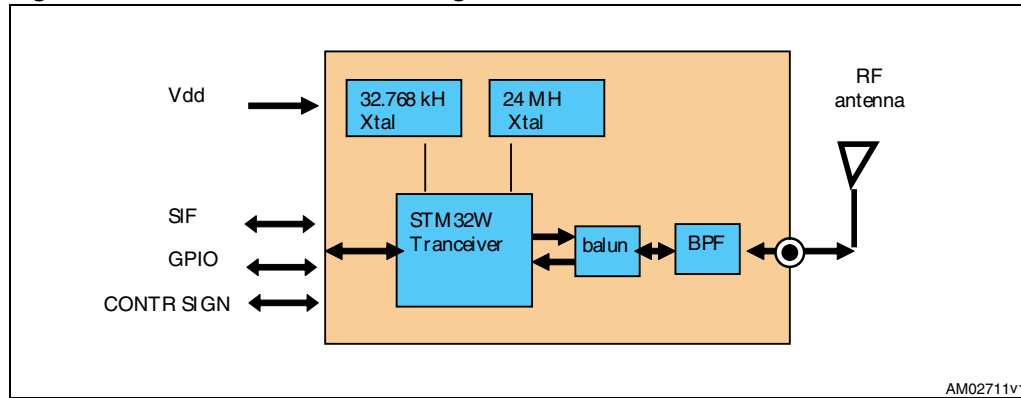 Vdd
32.768 kH
Xtal
24 MH
Xtal
RF
antenna
SIF
GPIO
CONTR SIGN
STM32W
Tranceiver
balun
BPF
AM02711v1